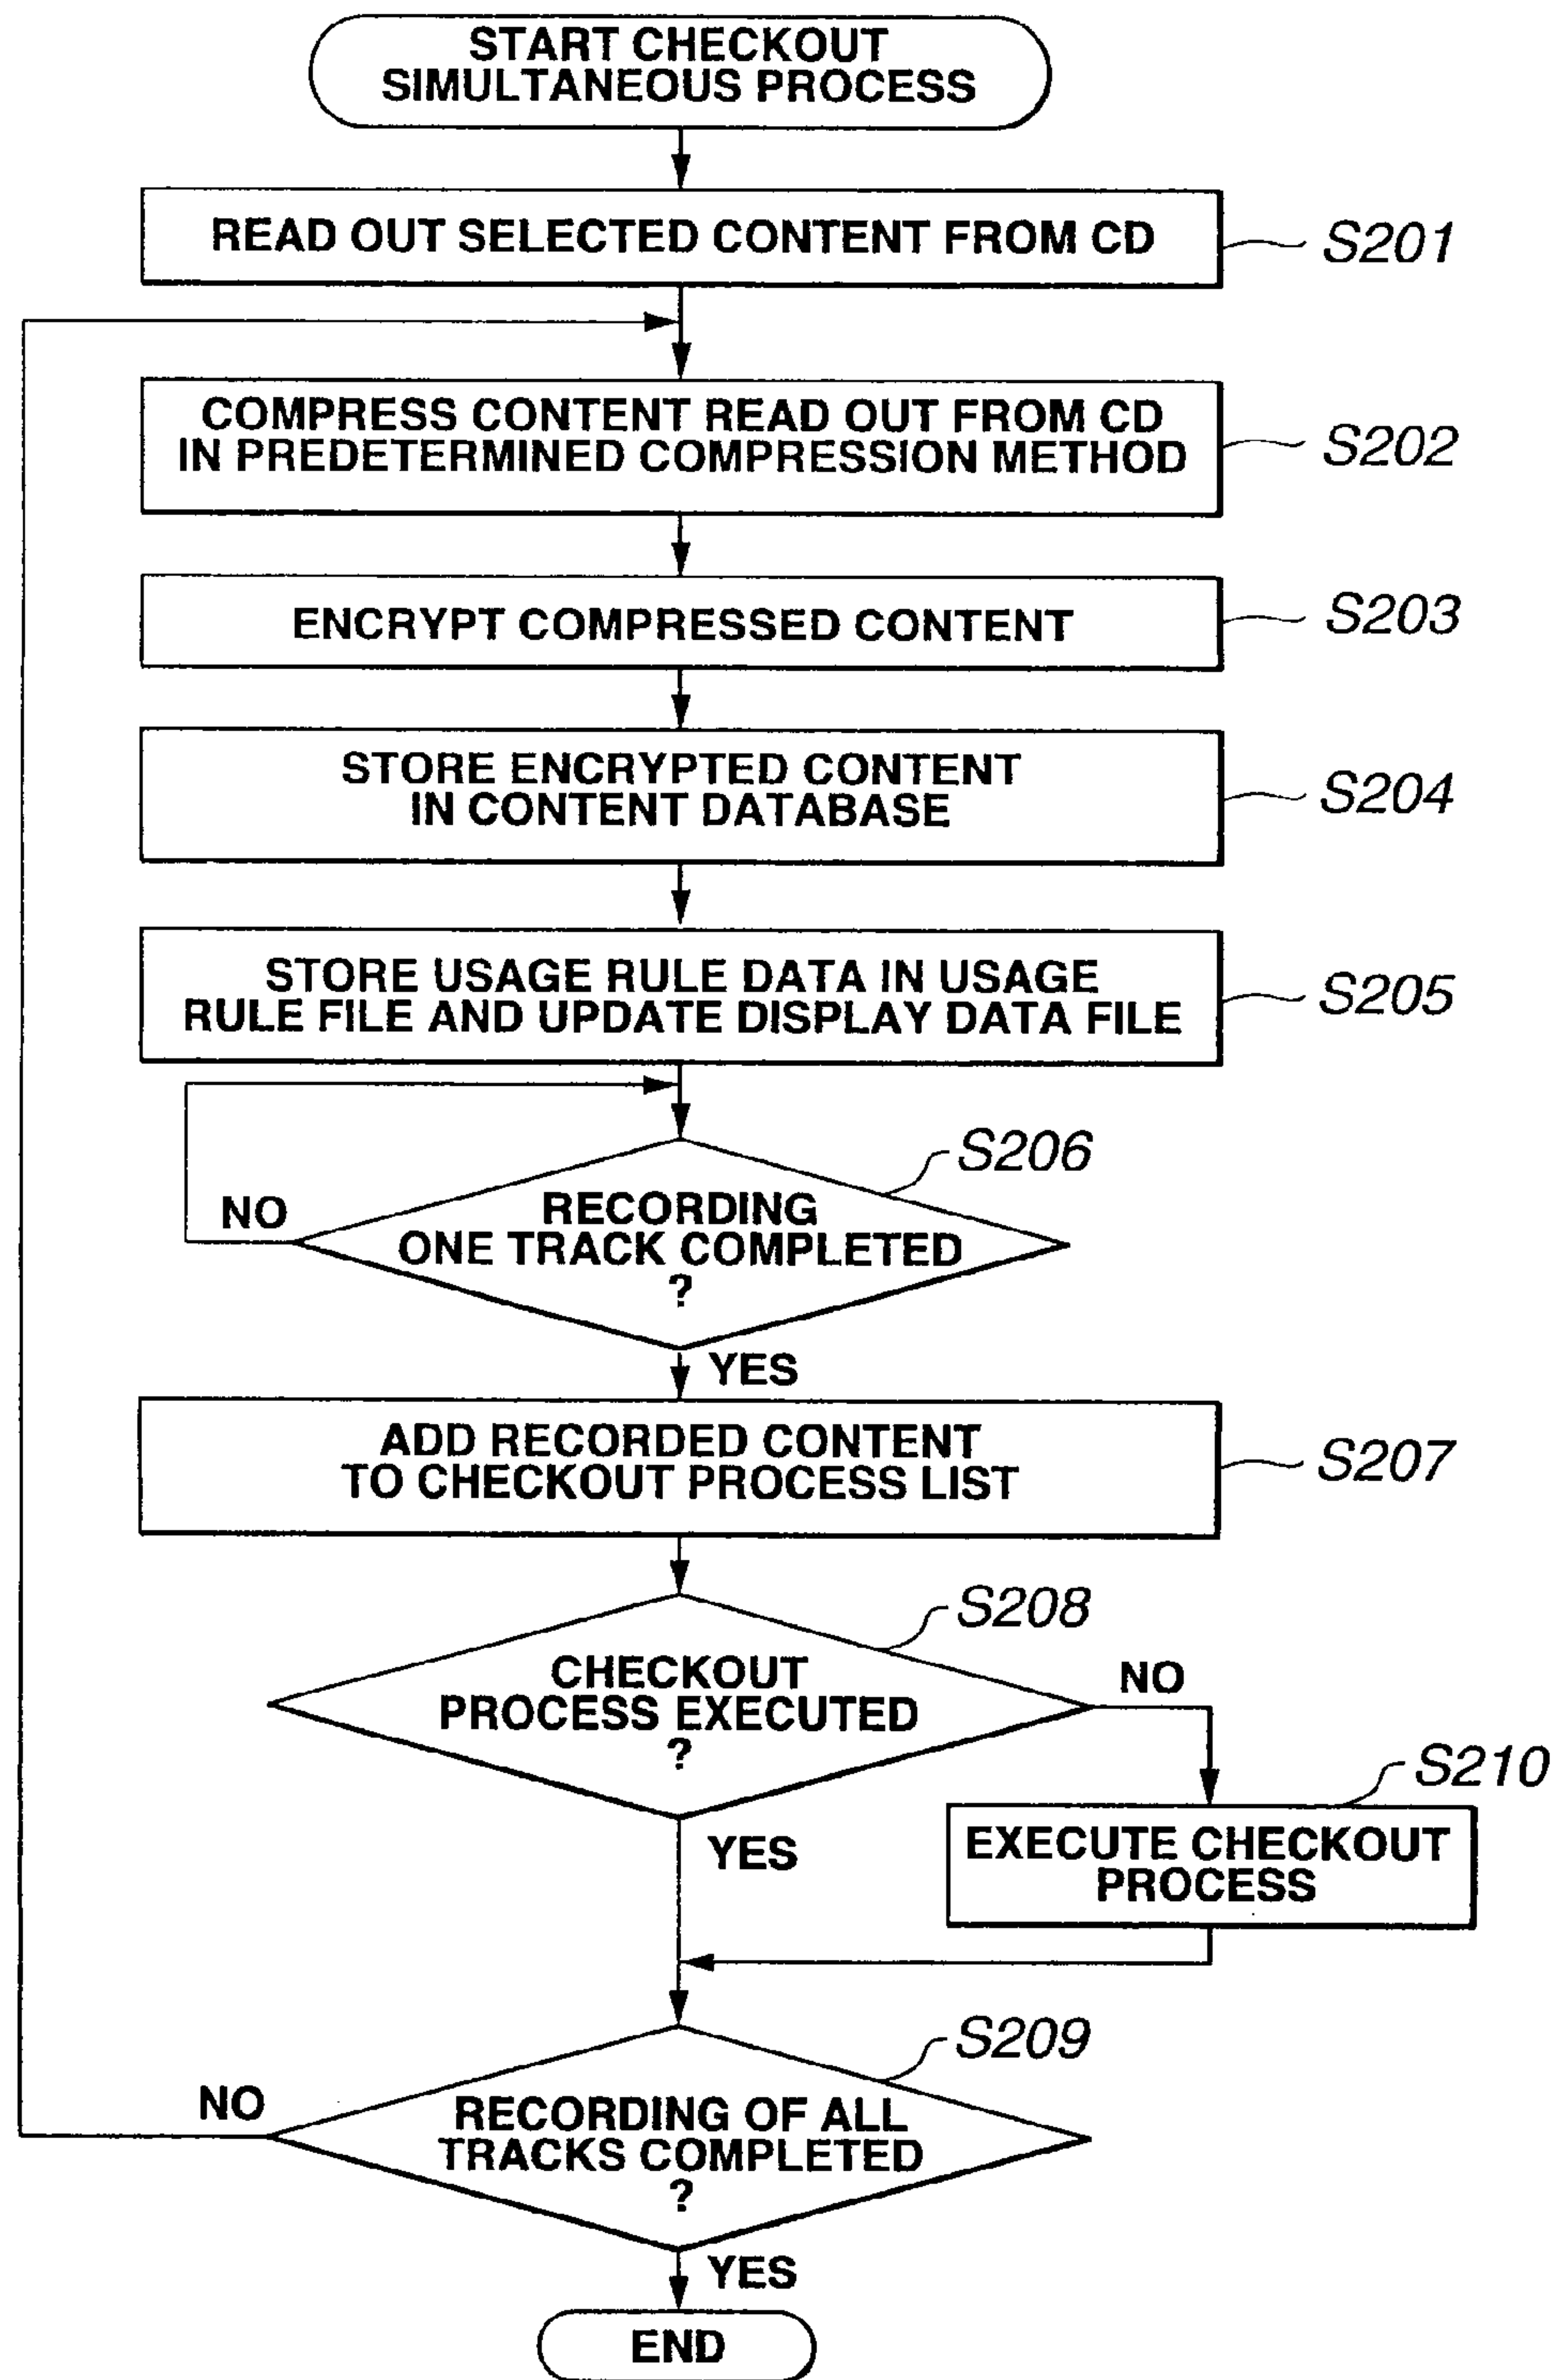 START CHECKOUT
SIMULTANEOUS PROCESS
READ OUT SELECTED CONTENT FROM CD
S201
COMPRESS CONTENT READ OUT FROM CD
IN PREDETERMINED COMPRESSION METHOD
S202
ENCRYPT COMPRESSED CONTENT
S203
STORE ENCRYPTED CONTENT
IN CONTENT DATABASE
S204
STORE USAGE RULE DATA IN USAGE
RULE FILE AND UPDATE DISPLAY DATA FILE
S205
S206
NO
RECORDING
ONE TRACK COMPLETED
?
YES
ADD RECORDED CONTENT
TO CHECKOUT PROCESS LIST
S207
S208
CHECKOUT
PROCESS EXECUTED
?
NO
YES
S210
EXECUTE CHECKOUT
PROCESS
S209
NO
RECORDING OF ALL
TRACKS COMPLETED
?
YES
END